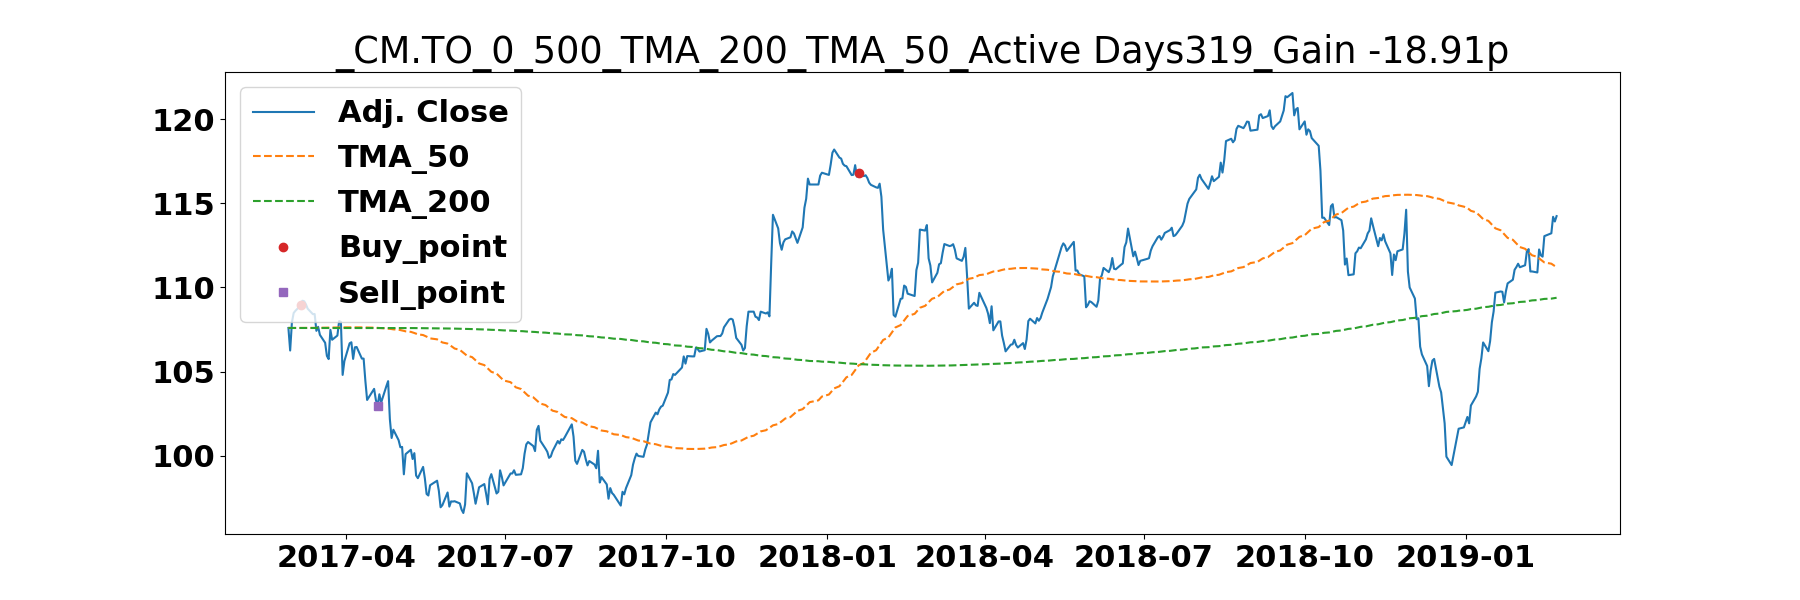 _CM.TO_0_500_TMA_200_TMA_50_Active Days319_Gain -18.91p
Adj. Close
TMA_50
TMA_200
Buy_point
Sell_point
120
115
110
105
100
2017-04 2017-07 2017-10 2018-01 2018-04 2018-07 2018-10 2019-01